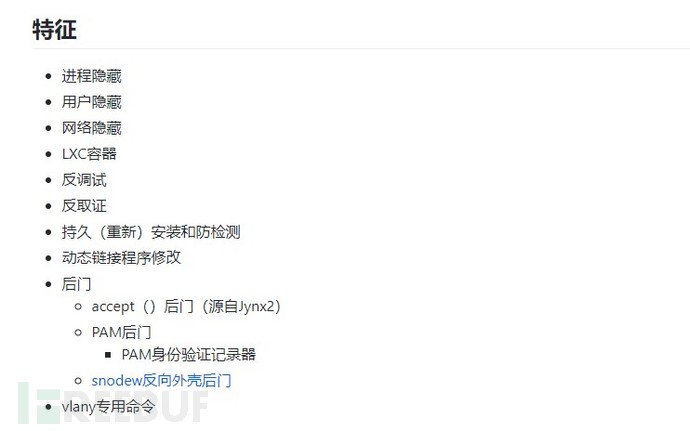 特征
进程隐藏
用户隐藏
网络隐藏
LXC容器
反调试
反取证
持久（重新）安装和防检测
动态链接程序修改
后门
accept（）后门（源自Jynx2）
PAM后门
PAM身份验证记录器
snodew反向外壳后门
vlany专用命令
FREEBUF